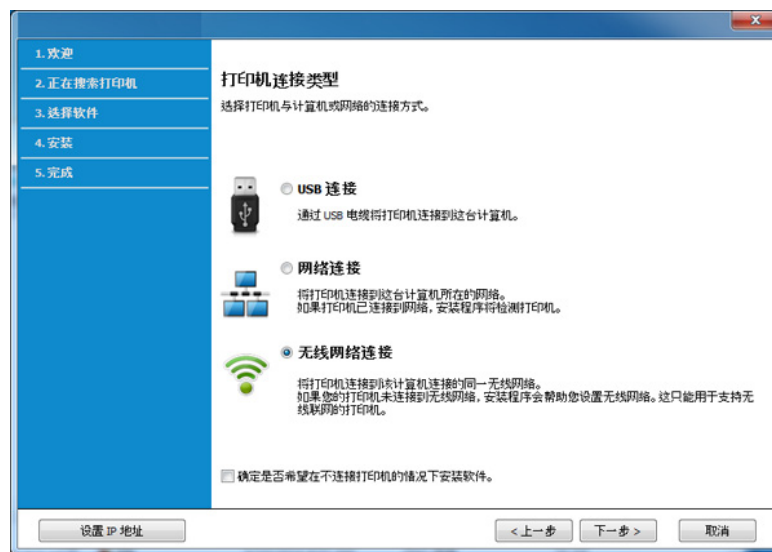 1. 欢迎
2. 正在搜索打印机
3. 选择软件
4. 安装
5. 完成
打印机连接类型
选择打印机与计算机或网络的连接方式。
USB 连接
通过 USB 电缆将打印机连接到这台计算机。
网络连接
将打印机连接到这台计算机所在的网络。
如果打印机已连接到网络，安装程序将检测打印机。
无线网络连接
将打印机连接到该计算机连接的同一无线网络。
如果您的打印机未连接到无线网络，安装程序会帮助您设置无线网络。这只能用于支持无
线联网的打印机。
确定是否希望在不连接打印机的情况下安装软件。
设置 IP 地址
<上一步
下一步>
取消